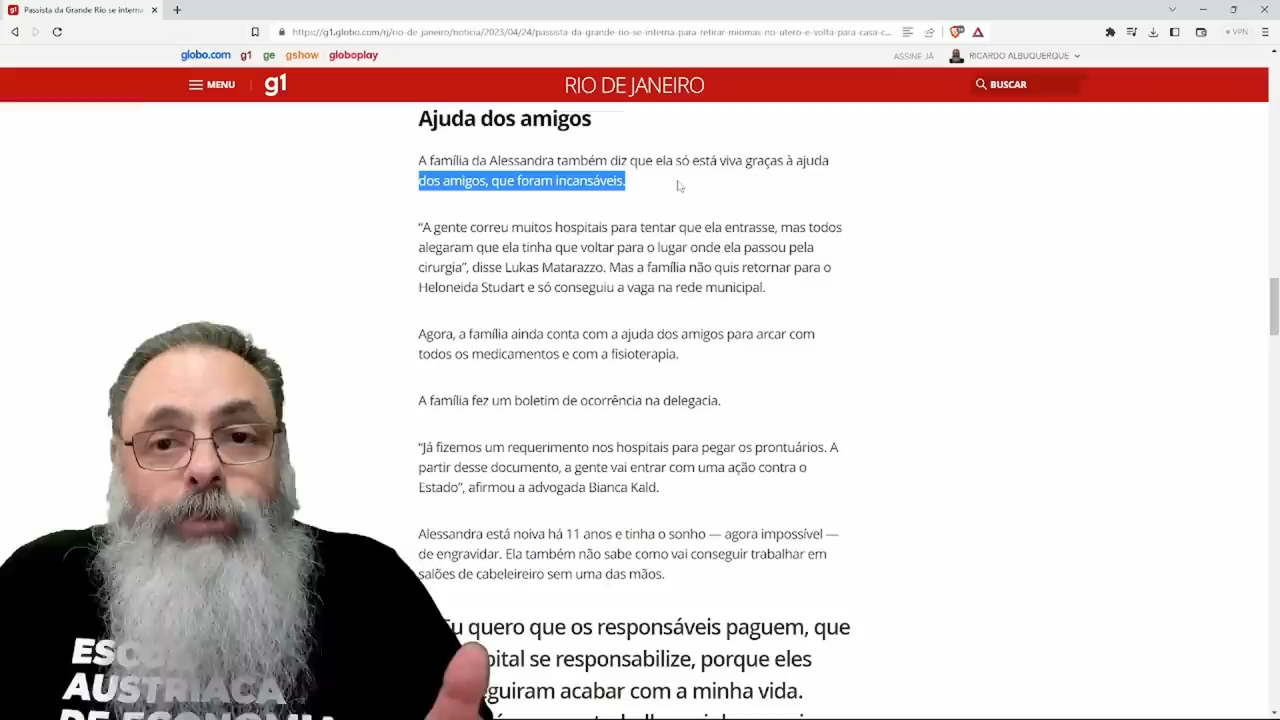 g1 Passista da Grande Rio se interna
https://g1.globo.com/rj/rio-de-janeiro/noticia/2023/04/24/passista-da-grande-rio-se-interna-para-retirar-miomas-no-utero-e-volta-para-casa-c...
VPN
globo.com g1 ge gshow globoplay
ASSINE JÁ RICARDO ALBUQUERQUE
MENU g1 RIO DE JANEIRO BUSCAR
Ajuda dos amigos
A família da Alessandra também diz que ela só está viva graças à ajuda
dos amigos, que foram incansáveis.
“A gente correu muitos hospitais para tentar que ela entrasse, mas todos
alegaram que ela tinha que voltar para o lugar onde ela passou pela
cirurgia”, disse Lukas Matarazzo. Mas a família não quis retornar para o
Heloneida Studart e só conseguiu a vaga na rede municipal.
Agora, a família ainda conta com a ajuda dos amigos para arcar com
todos os medicamentos e com a fisioterapia.
A família fez um boletim de ocorrência na delegacia.
“Já fizemos um requerimento nos hospitais para pegar os prontuários. A
partir desse documento, a gente vai entrar com uma ação contra o
Estado”, afirmou a advogada Bianca Kald.
Alessandra está noiva há 11 anos e tinha o sonho — agora impossível —
de engravidar. Ela também não sabe como vai conseguir trabalhar em
salões de cabeleireiro sem uma das mãos.
Eu quero que os responsáveis paguem, que
pital se responsabilize, porque eles
guiram acabar com a minha vida.
ESCO
AUSTRÍACA
DE ECONOMIA